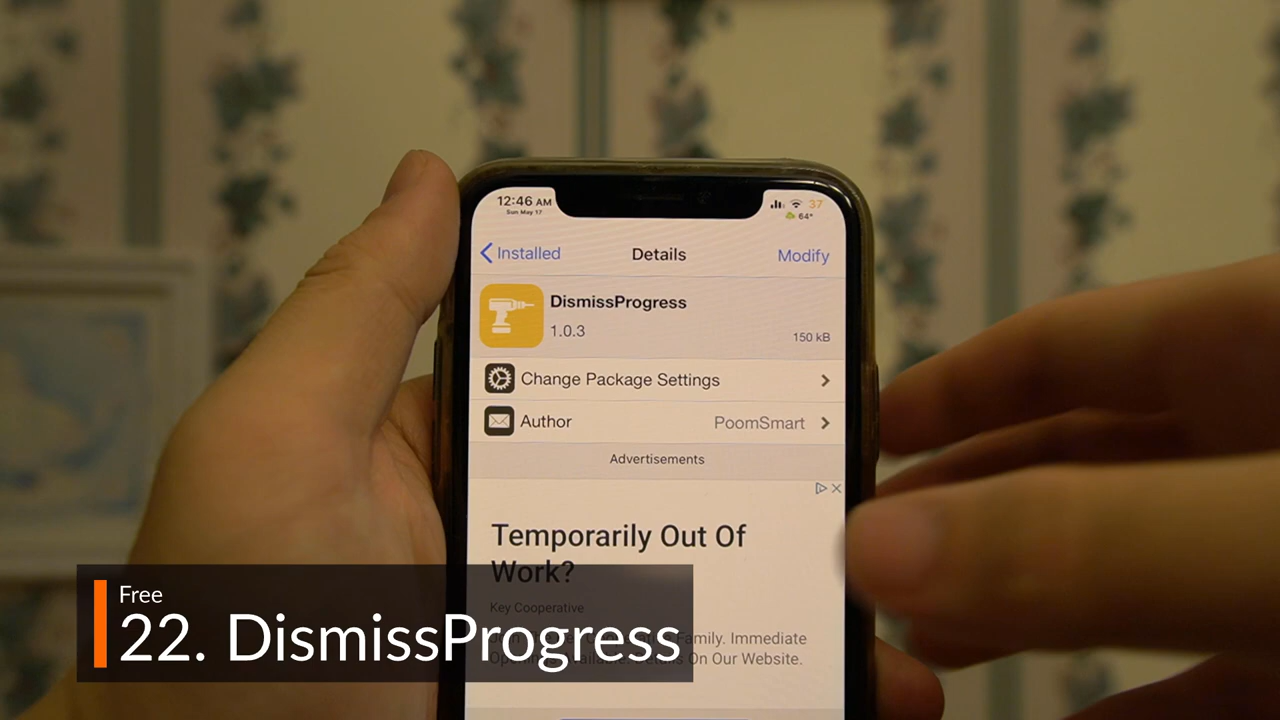 12:46 AM
Sun May 17
37
64°
Installed
Details
Modify
DismissProgress
1.0.3
150 kB
Change Package Settings
Author
PoomSmart
Advertisements
Temporarily Out Of
Work?
Key Cooperative
Family. Immediate
On Our Website.
Free
22. DismissProgress